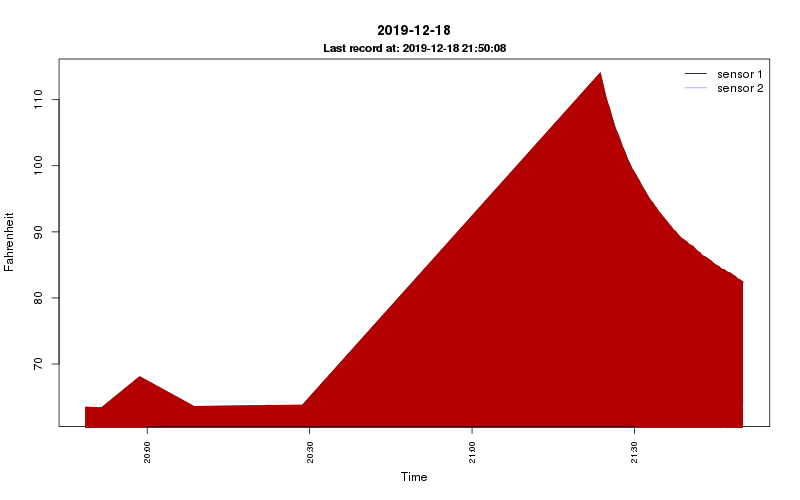 2019-12-18
Last record at: 2019-12-18 21:50:08
sensor 1
sensor 2
110
100
90
80
70
Fahrenheit
20:00
20:30
21:00
21:30
Time